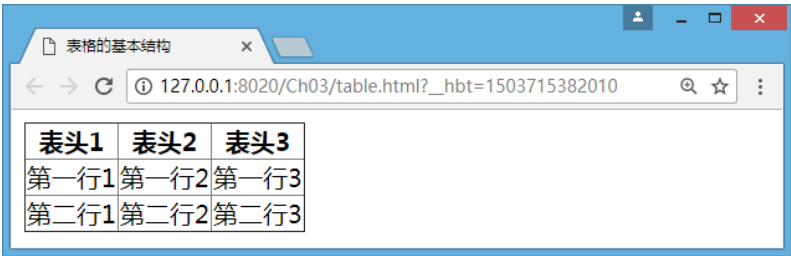 表格的基本结构
127.0.0.1:8020/Ch03/table.html?__hbt=1503715382010
表头1 表头2 表头3
第一行1 第一行2 第一行3
第二行1 第二行2 第二行3